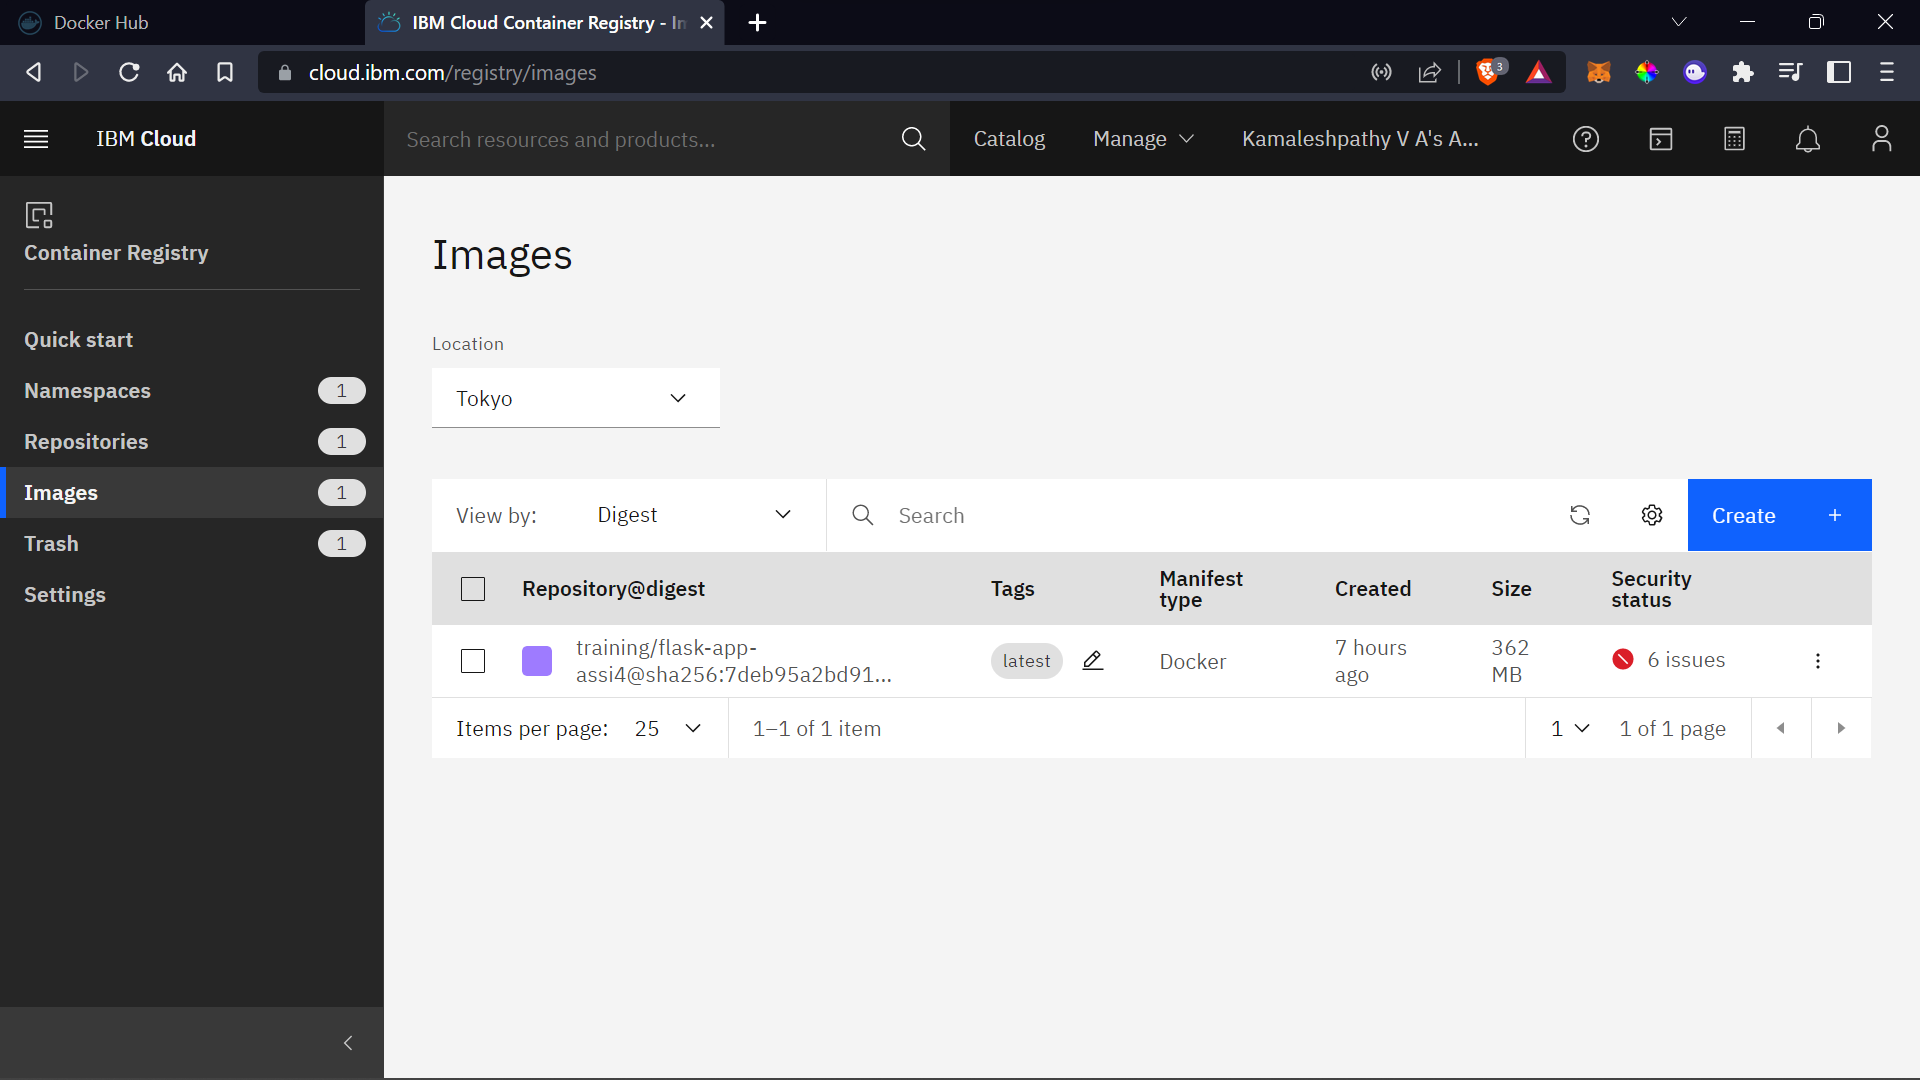 Docker Hub
IBM Cloud Container Registry - In
cloud.ibm.com/registry/images
3
IBM Cloud
Search resources and products...
Catalog
Manage
Kamaleshpathy V A's A...
Container Registry
Quick start
Namespaces 1
Repositories 1
Images 1
Trash 1
Settings
Images
Location
Tokyo
View by: Digest
Search
Create +
Repository@digest
Tags
Manifest
type
Created
Size
Security
status
training/flask-app-
assi4@sha256:7deb95a2bd91...
latest
Docker
7 hours
ago
362
MB
6 issues
Items per page: 25
1–1 of 1 item
1
1 of 1 page